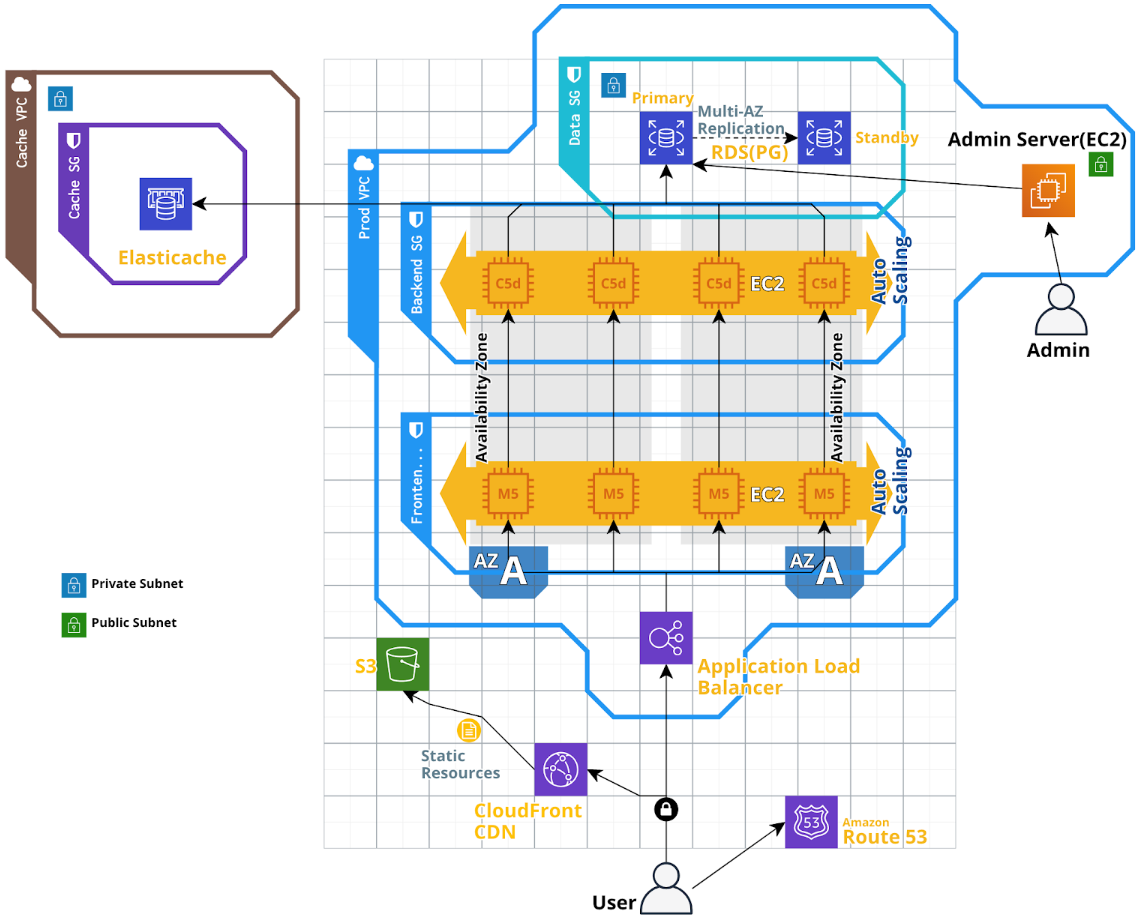 Cache VPC
Cache SG
Elasticache
Prod VPC
Data SG
Primary
Multi-AZ
Replication
RDS(PG)
Standby
Admin Server(EC2)
Admin
Backend SG
C5d
C5d
C5d
EC2
C5d
Auto
Scaling
Availability Zone
Availability Zone
Fronten...
M5
M5
M5
EC2
M5
Auto
Scaling
AZ A
AZ A
Private Subnet
Public Subnet
S3
Application Load
Balancer
Static
Resources
CloudFront
CDN
53
Amazon
Route 53
User